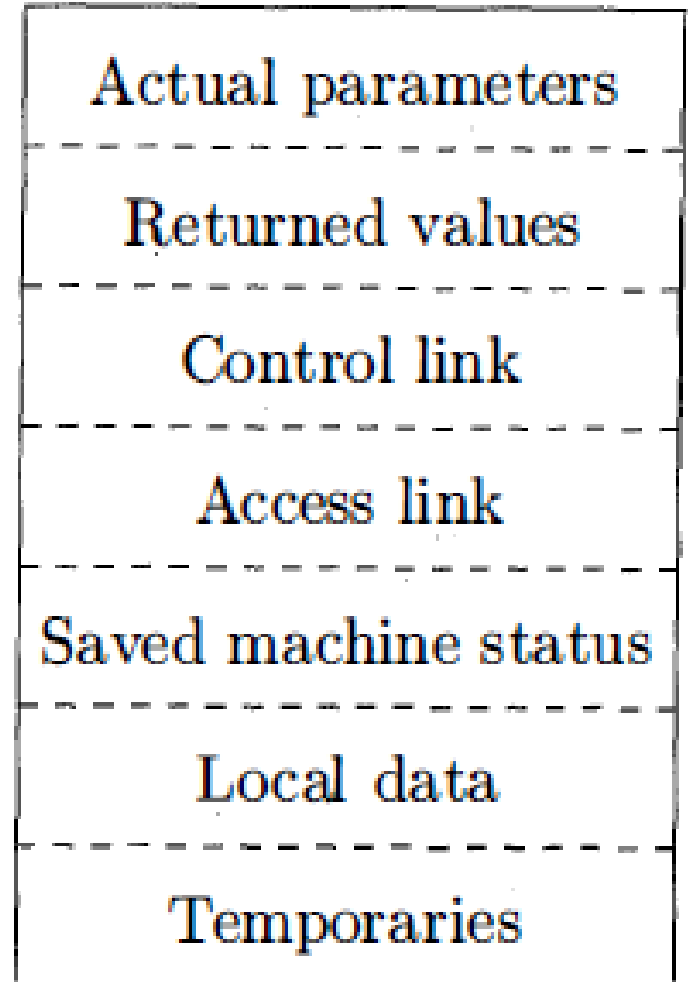 Actual parameters
Returned values
Control link
Access link
Saved machine status
Local data
Temporaries